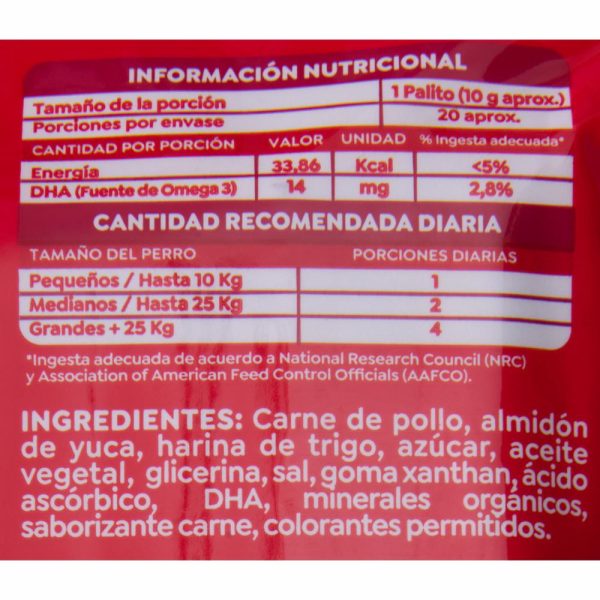 INFORMACIÓN NUTRICIONAL
Tamaño de la porción 1 Palito (10 g aprox.)
Porciones por envase 20 aprox.
CANTIDAD POR PORCIÓN VALOR UNIDAD % Ingesta adecuada*
Energía 33,86 Kcal <5%
DHA (Fuente de Omega 3) 14 mg 2,8%
CANTIDAD RECOMENDADA DIARIA
TAMAÑO DEL PERRO PORCIONES DIARIAS
Pequeños / Hasta 10 Kg 1
Medianos / Hasta 25 Kg 2
Grandes + 25 Kg 4
*Ingesta adecuada de acuerdo a National Research Council (NRC)
y Association of American Feed Control Officials (AAFCO).
INGREDIENTES: Carne de pollo, almidón
de yuca, harina de trigo, azúcar, aceite
vegetal, glicerina, sal, goma xanthan, ácido
ascórbico, DHA, minerales orgánicos,
saborizante carne, colorantes permitidos.